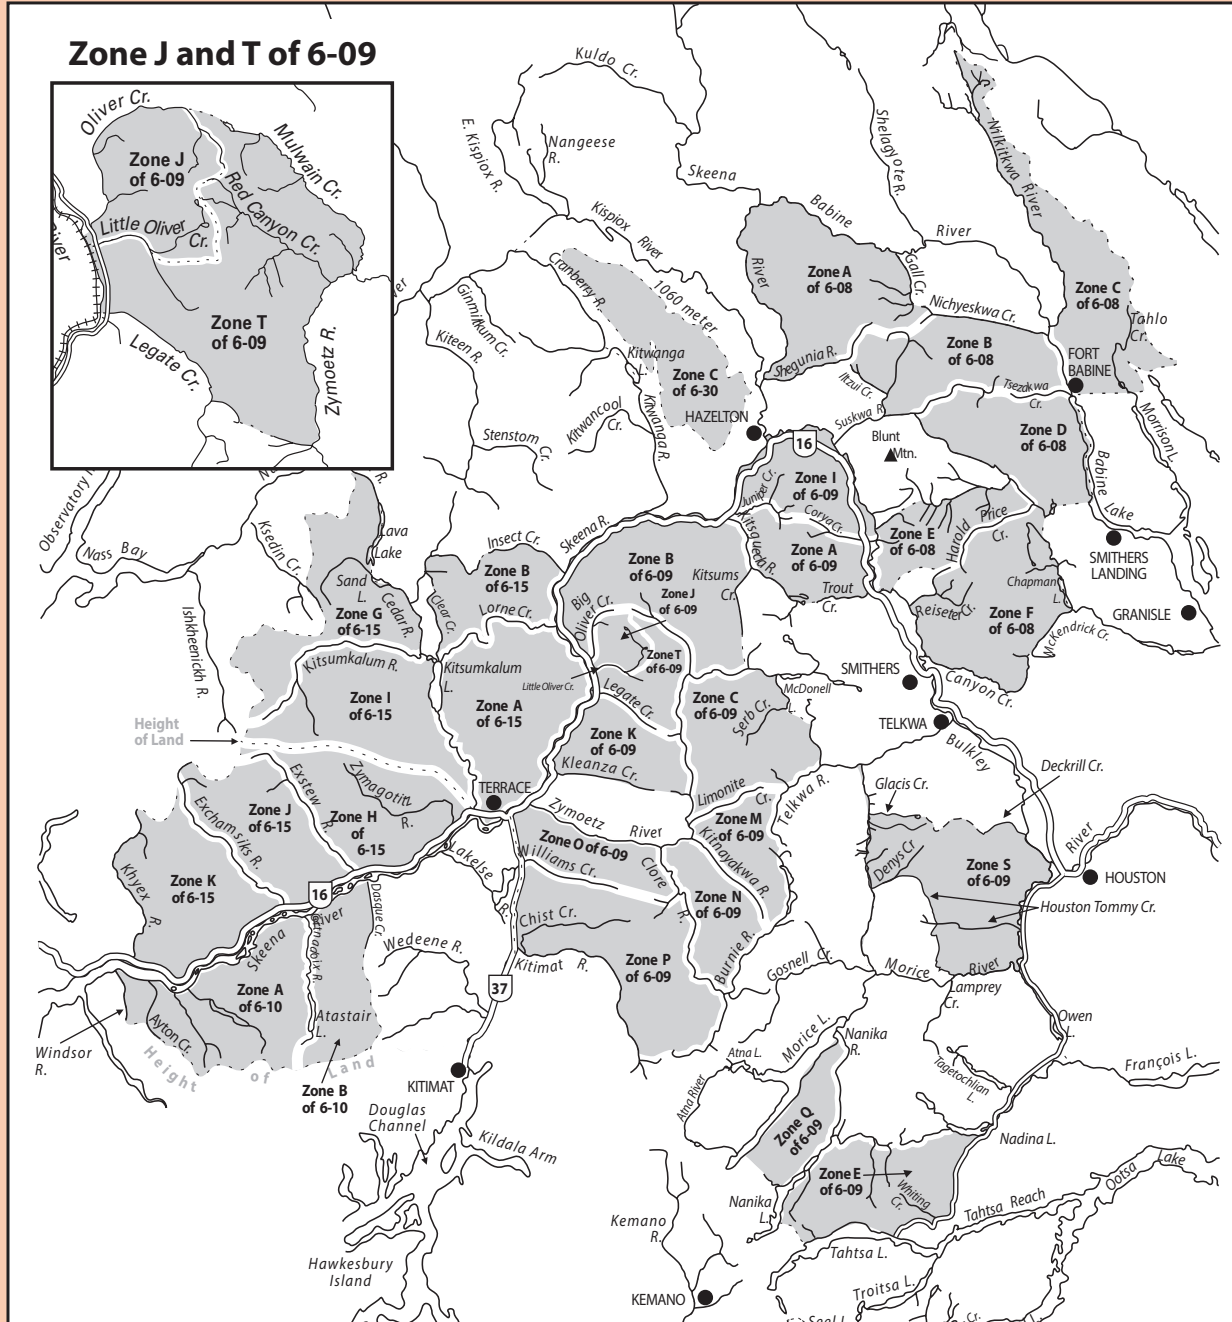 Zone J and T of 6-09
Oliver Cr.
Mulwain Cr.
Zone J
of 6-09
Red Canyon Cr.
Little Oliver
Cr.
River
Zone T
of 6-09
Legate Cr.
Zymoetz R.
Kuldo Cr.
E. Kispiox R.
Nangeese
R.
Shelagyote R.
Nilkitkwa River
Skeena
Babine
River
Kispiox
River
River
Zone A
of 6-08
Gail Cr.
Cranberry R.
1060 meter
Nichyeskwa Cr.
Zone C
of 6-08
Tahlo
Cr.
Ginmiltkum Cr.
Kiteen R.
Kitwanga
L.
Zone C
of 6-30
Shegunia R.
Zone B
of 6-08
FORT
BABINE
Iltzui Cr.
Tsezakwa
Cr.
HAZELTON
Kitwancool
Cr.
Kitwanga R.
Suskwa R.
Morrison L.
Stenstrom
Cr.
16
Blunt
Mtn.
Zone D
of 6-08
Babine
Lake
Observatory
R.
Nass Bay
Ksedin Cr.
Lava
Lake
Insect Cr.
Skeena R.
Juniper Cr.
Zone I
of 6-09
Corya Cr.
Kitsqueda R.
Zone A
of 6-09
Zone E
of 6-08
Harold
Price
Cr.
SMITHERS
LANDING
Sand
L.
Cedar R.
Zone G
of 6-15
Clear Cr.
Zone B
of 6-15
Lorne Cr.
Zone B
of 6-09
Big
Oliver Cr.
Zone J
of 6-09
Kitsums
Cr.
Trout
Cr.
Chapman
L.
Reiseter Cr.
Zone F
of 6-08
GRANISLE
McKendrick Cr.
Ishkheenickh R.
Kitsumkalum R.
Kitsumkalum
L.
Zone T
of 6-09
Little Oliver Cr.
Legate Cr.
Zone I
of 6-15
Zone A
of 6-15
Zone C
of 6-09
McDonell
L.
Serb Cr.
SMITHERS
Canyon Cr.
Height
of Land
Zone K
of 6-09
TELKWA
Bulkley
Kleanza Cr.
Deckrill Cr.
Exstew
R.
Zymagotitz
R.
TERRACE
Limonite
Cr.
Telkwa R.
Glacis Cr.
Exchamsiks R.
Zone J
of 6-15
Zone H
of
6-15
Zymoetz
River
Zone M
of 6-09
River
Zone O of 6-09
Williams Cr.
Clore
R.
Kitnayakwa R.
Denys Cr
Zone S
of 6-09
HOUSTON
Lakelse
R.
Khyex
R.
Zone K
of 6-15
16
Zone N
of 6-09
Houston Tommy Cr.
Dasque Cr.
Chist Cr.
Skeena
River
Gitnadoix R.
Wedeene R.
Kitimat R.
Zone P
of 6-09
Burnie R.
Gosnell Cr.
Morice
River
Zone A
of 6-10
37
Lamprey
Cr.
Ayton Cr.
Atastair
L.
Morice L.
Nanika
R.
Owen
L.
Windsor
R.
Height
of
Land
Atna L.
François L.
Zone B
of 6-10
KITIMAT
Atna River
Tagetochlian
L.
Douglas
Channel
Zone Q
of 6-09
Kildala Arm
Nadina L.
Zone E
of 6-09
Whiting
Cr.
Ootsa
Lake
Nanika
L.
Tahtsa Reach
Kemano
R.
Tahtsa L.
Hawkesbury
Island
Troitsa L.
KEMANO
Cr.